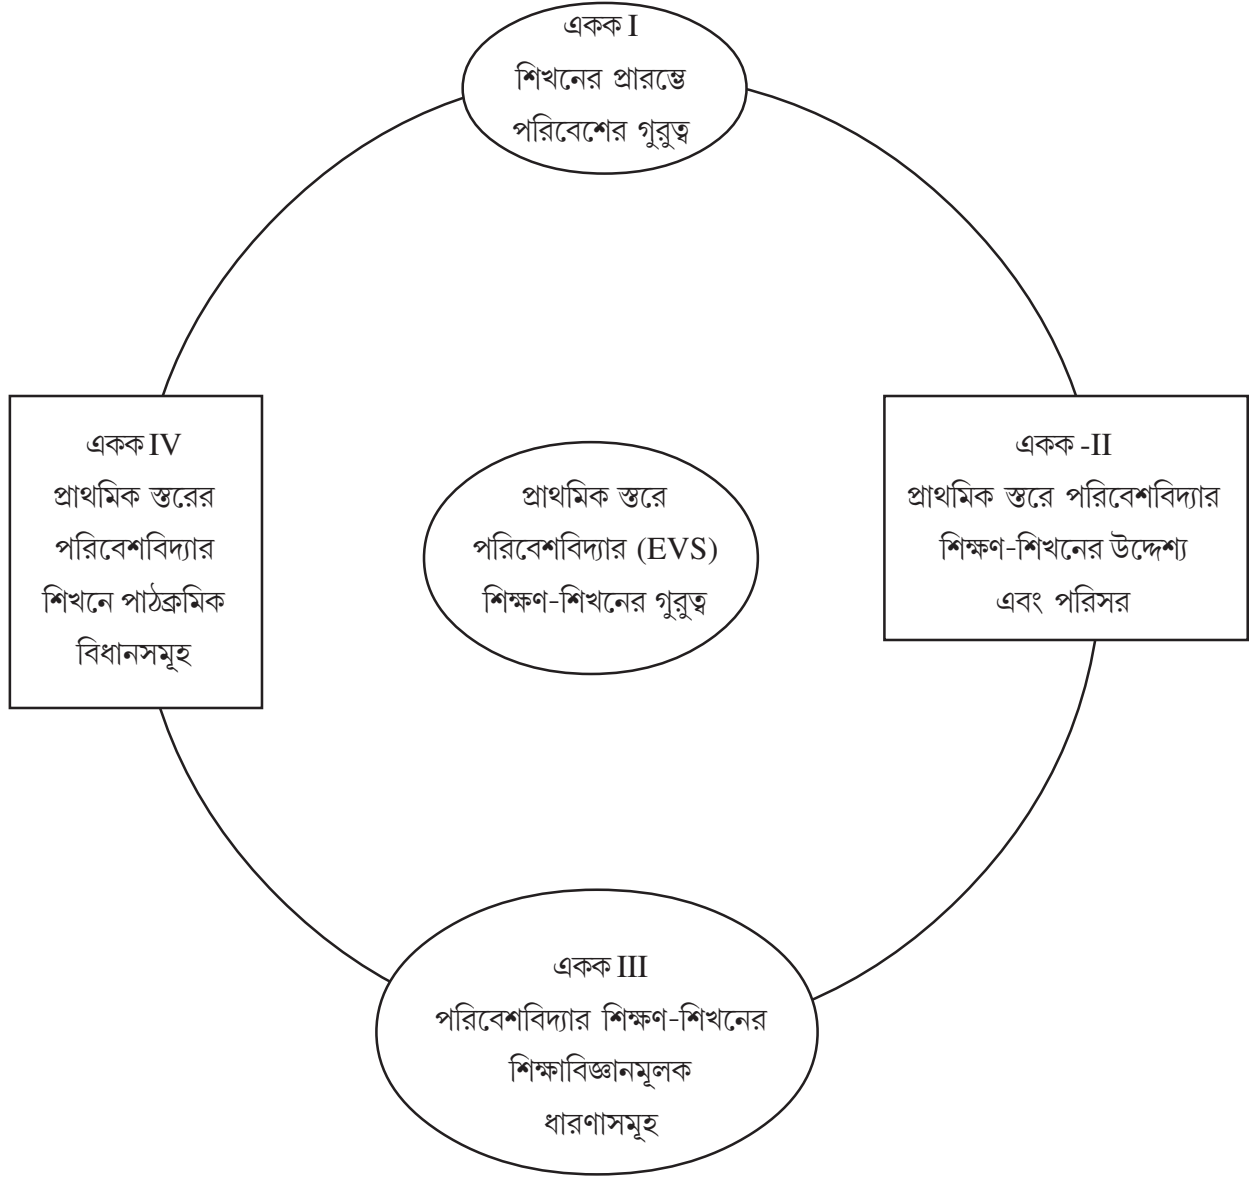 একক I
শিখনের প্রারম্ভে
পরিবেশের গুরুত্ব
একক -II
প্রাথমিক স্তরে পরিবেশবিদ্যার
শিক্ষণ-শিখনের উদ্দেশ্য
এবং পরিসর
একক III
পরিবেশবিদ্যার শিক্ষণ-শিখনের
শিক্ষাবিজ্ঞানমূলক
ধারণাসমূহ
একক IV
প্রাথমিক স্তরের
পরিবেশবিদ্যার
শিখনে পাঠক্রমিক
বিধানসমূহ
প্রাথমিক স্তরে
পরিবেশবিদ্যার (EVS)
শিক্ষণ-শিখনের গুরুত্ব